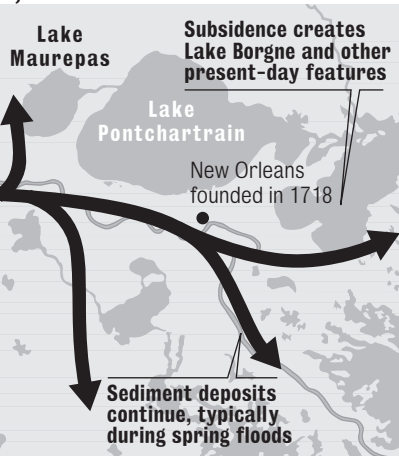 Lake
Maurepas
Subsidence creates
Lake Borgne and other
present-day features
Lake
Pontchartrain
New Orleans
founded in 1718
Sediment deposits
continue, typically
during spring floods